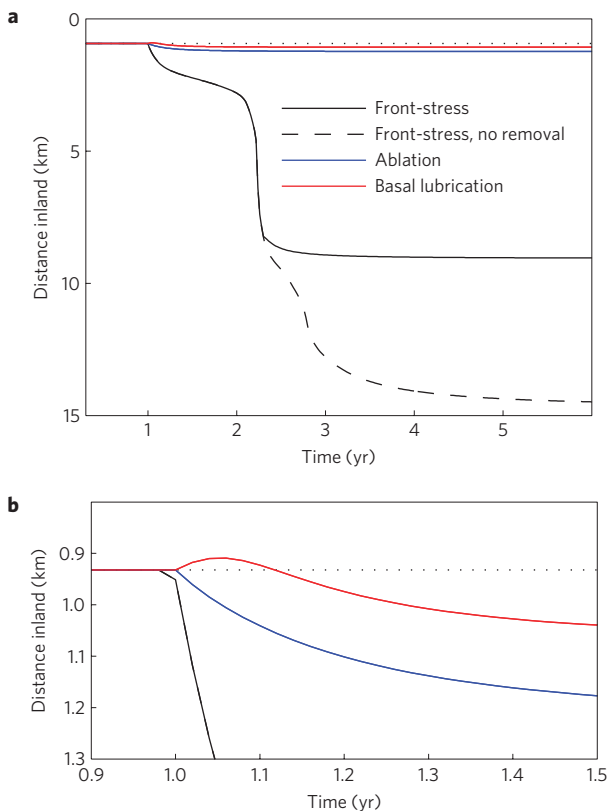 a
0
5
10
15
Distance inland (km)
Front-stress
Front-stress, no removal
Ablation
Basal lubrication
1 2 3 4 5
Time (yr)
b
0.9
1.0
1.1
1.2
1.3
Distance inland (km)
0.9 1.0 1.1 1.2 1.3 1.4 1.5
Time (yr)